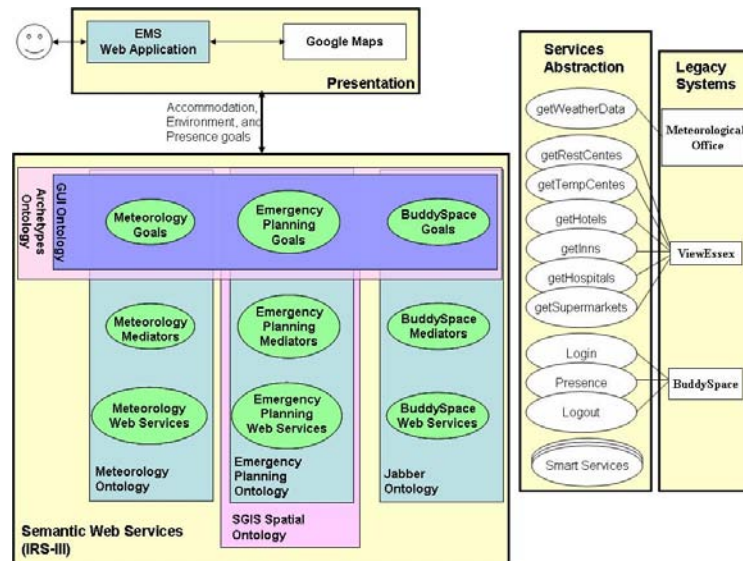 EMS
Web Application
Google Maps
Presentation
Accommodation,
Environment, and
Presence goals
Archetypes
Ontology
GUI Ontology
Meteorology
Goals
Emergency
Planning
Goals
BuddySpace
Goals
Meteorology
Mediators
Emergency
Planning
Mediators
BuddySpace
Mediators
Meteorology
Web Services
Emergency
Planning
Web Services
BuddySpace
Web Services
Meteorology
Ontology
Emergency
Planning
Ontology
Jabber
Ontology
SGIS Spatial
Ontology
Semantic Web Services
(IRS-III)
Services
Abstraction
getWeatherData
getRestCentes
getTempCentes
getHotels
getInns
getHospitals
getSupermarkets
Login
Presence
Logout
Smart Services
Legacy
Systems
Meteorological
Office
ViewEssex
BuddySpace